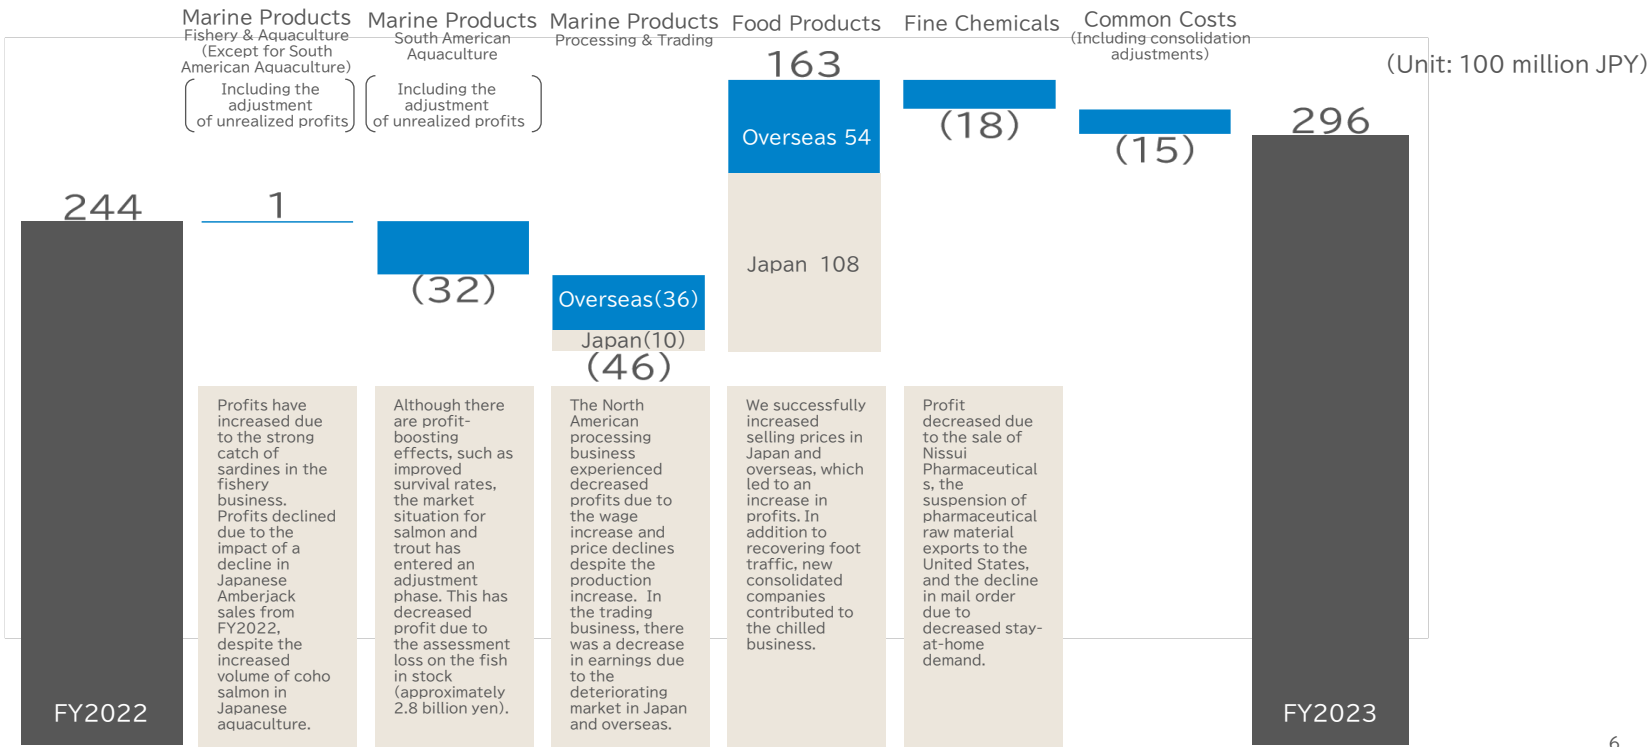 Marine Products
Fishery & Aquaculture
(Except for South
American Aquaculture)
Including the
adjustment
of unrealized profits
Marine Products
South American
Aquaculture
Including the
adjustment
of unrealized profits
Marine Products
Processing & Trading
Food Products
Fine Chemicals
Common Costs
(Including consolidation
adjustments)
(Unit: 100 million JPY)
244
1
(32)
Overseas(36)
Japan(10)
(46)
163
Overseas 54
Japan 108
(18)
(15)
296
Profits have
increased due
to the strong
catch of
sardines in the
fishery
business.
Profits declined
due to the
impact of a
decline in
Japanese
Amberjack
sales from
FY2022,
despite the
increased
volume of coho
salmon in
Japanese
aquaculture.
Although there
are profit-
boosting
effects, such as
improved
survival rates,
the market
situation for
salmon and
trout has
entered an
adjustment
phase. This has
decreased
profit due to
the assessment
loss on the fish
in stock
(approximately
2.8 billion yen).
The North
American
processing
business
experienced
decreased
profits due to
the wage
increase and
price declines
despite the
production
increase. In
the trading
business, there
was a decrease
in earnings due
to the
deteriorating
market in Japan
and overseas.
We successfully
increased
selling prices in
Japan and
overseas, which
led to an
increase in
profits. In
addition to
recovering foot
traffic, new
consolidated
companies
contributed to
the chilled
business.
Profit
decreased due
to the sale of
Nissui
Pharmaceutical
s, the
suspension of
pharmaceutical
raw material
exports to the
United States,
and the decline
in mail order
due to
decreased stay-
at-home
demand.
FY2022
FY2023
6